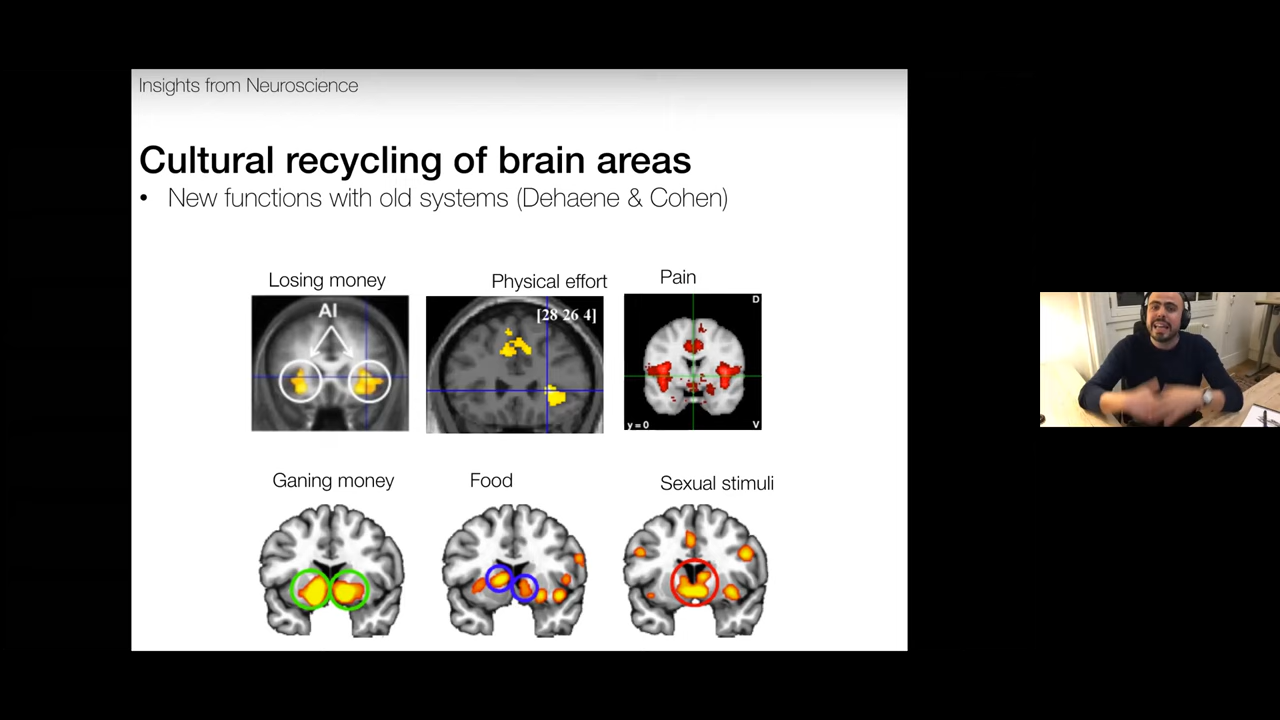 Insights from Neuroscience
Cultural recycling of brain areas
• New functions with old systems (Dehaene & Cohen)
Losing money
Physical effort
Pain
AI
[28 26 4]
D
y=0
V
Ganing money
Food
Sexual stimuli